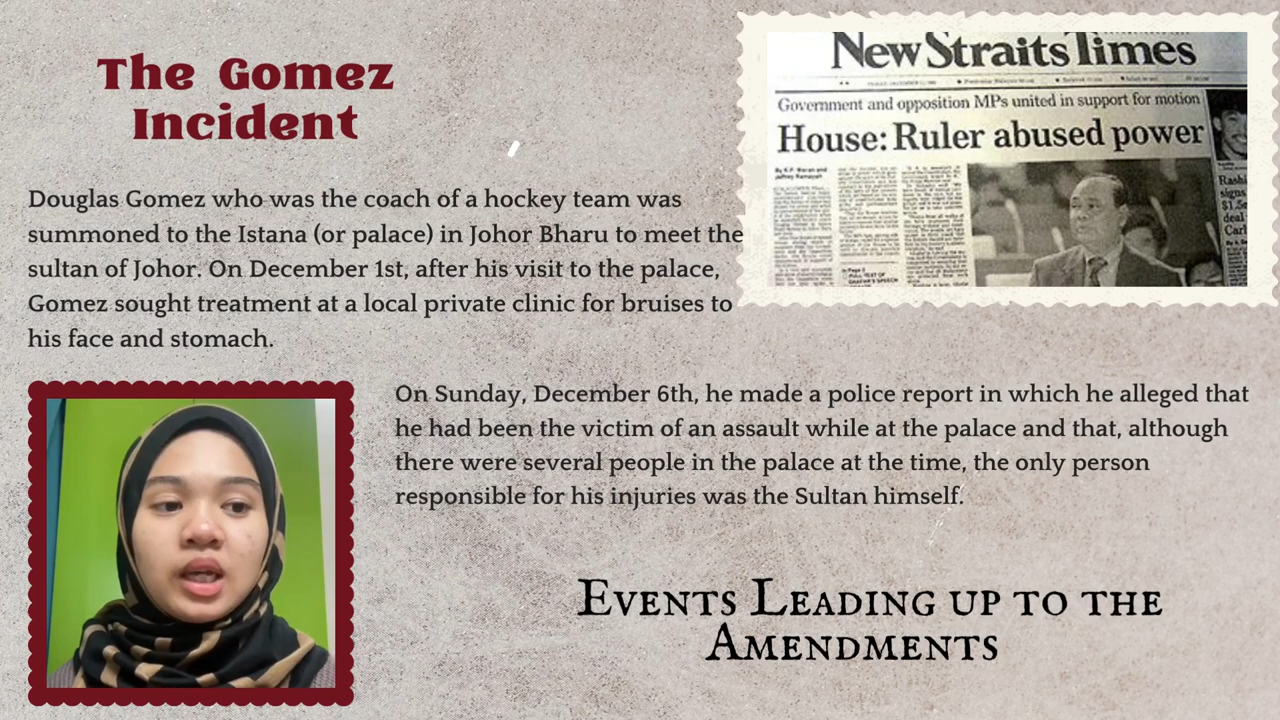 The Gomez
Incident
Douglas Gomez who was the coach of a hockey team was
summoned to the Istana (or palace) in Johor Bharu to meet the
sultan of Johor. On December 1st, after his visit to the palace,
Gomez sought treatment at a local private clinic for bruises to
his face and stomach.
New Straits Times
Government and opposition MPs united in support for motion
House: Ruler abused power
Rashi
signs
$1.5
deal
Carl
On Sunday, December 6th, he made a police report in which he alleged that
he had been the victim of an assault while at the palace and that, although
there were several people in the palace at the time, the only person
responsible for his injuries was the Sultan himself.
Events Leading up to the
Amendments